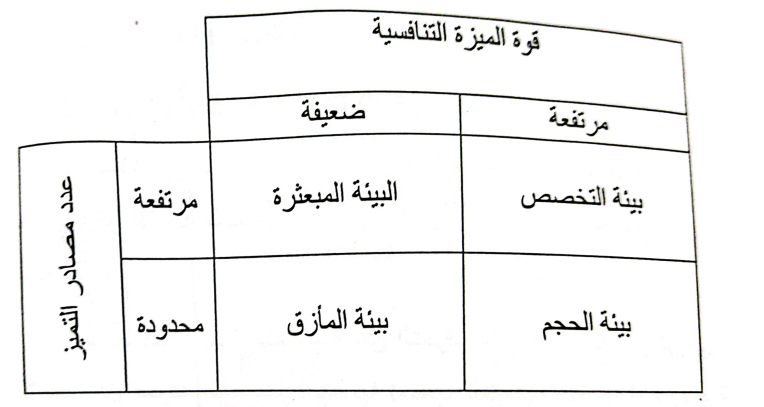 قوة الميزة التنافسية
مرتفعة
ضعيفة
بيئة التخصص
البيئة المبعثرة
مرتفعة
عدد مصادر التميز
بيئة الحجم
بيئة المأزق
محدودة